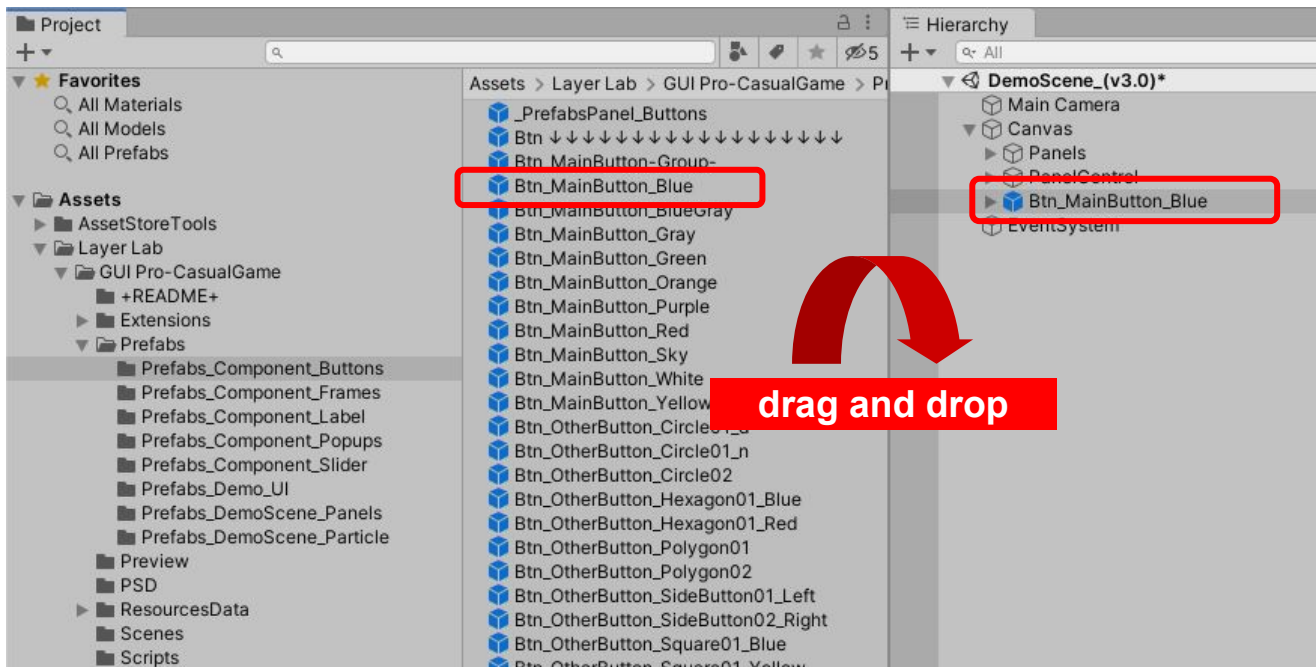 Project
5
Favorites
All Materials
All Models
All Prefabs
Assets
AssetStoreTools
Layer Lab
GUI Pro-CasualGame
+README+
Extensions
Prefabs
Prefabs_Component_Buttons
Prefabs_Component_Frames
Prefabs_Component_Label
Prefabs_Component_Popups
Prefabs_Component_Slider
Prefabs_Demo_UI
Prefabs_DemoScene_Panels
Prefabs_DemoScene_Particle
Preview
PSD
ResourcesData
Scenes
Scripts
Assets > Layer Lab > GUI Pro-CasualGame >
_PrefabsPanel_Buttons
Btn ↓↓↓↓↓↓↓↓↓↓↓↓↓↓↓↓↓↓
Btn_MainButton-Group-
Btn_MainButton_Blue
Btn_MainButton_BlueGray
Btn_MainButton_Gray
Btn_MainButton_Green
Btn_MainButton_Orange
Btn_MainButton_Purple
Btn_MainButton_Red
Btn_MainButton_Sky
Btn_MainButton_White
Btn_MainButton_Yellow
Btn_OtherButton_Circle01_d
Btn_OtherButton_Circle01_n
Btn_OtherButton_Circle02
Btn_OtherButton_Hexagon01_Blue
Btn_OtherButton_Hexagon01_Red
Btn_OtherButton_Polygon01
Btn_OtherButton_Polygon02
Btn_OtherButton_SideButton01_Left
Btn_OtherButton_SideButton02_Right
Btn_OtherButton_Square01_Blue
Btn_OtherButton_Square01_Yellow
Hierarchy
All
DemoScene_(v3.0)*
Main Camera
Canvas
Panels
PanelControl
Btn_MainButton_Blue
EventSystem
drag and drop